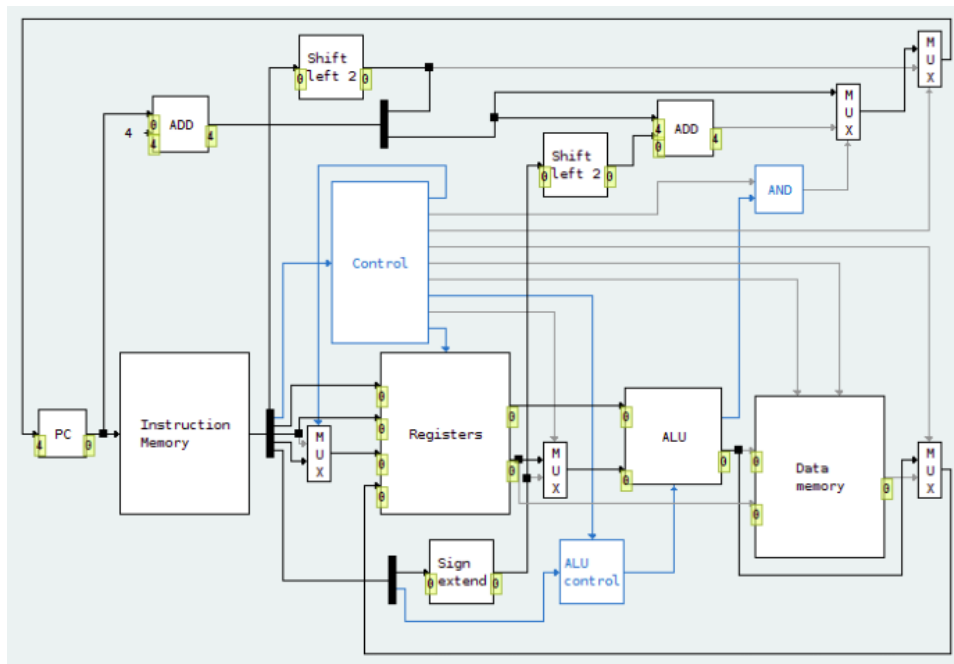 M
U
X
Shift
left 2
0
0
ADD
0
4
4
4
M
U
X
ADD
4
0
4
Shift
left 2
0
0
AND
Control
Instruction
Memory
PC
4
0
M
U
X
Registers
0
0
0
0
0
0
M
U
X
ALU
0
0
0
Data
memory
0
0
0
M
U
X
Sign
extend
0
0
ALU
control